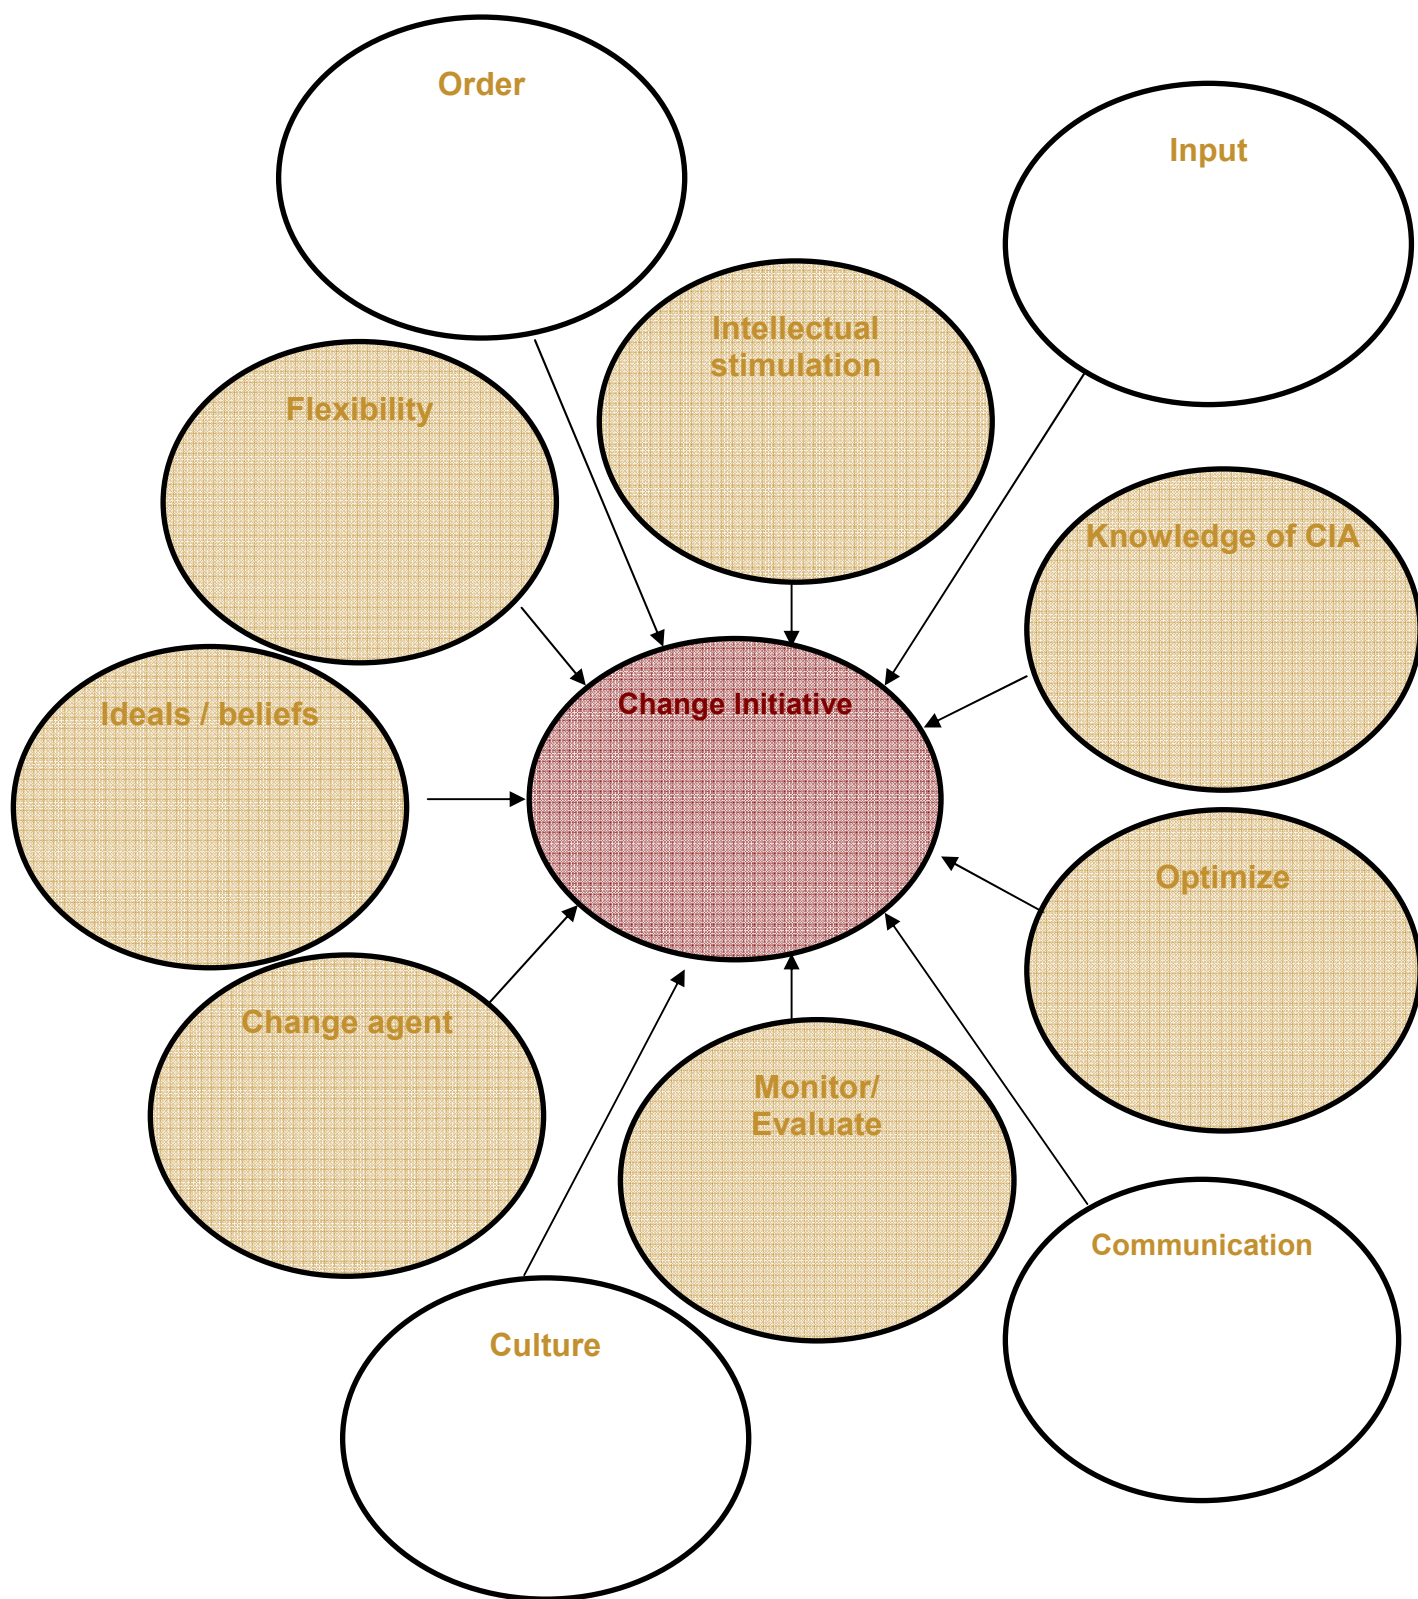 Order
Input
Intellectual
stimulation
Flexibility
Knowledge of CIA
Change Initiative
Ideals / beliefs
Optimize
Change agent
Monitor/
Evaluate
Communication
Culture